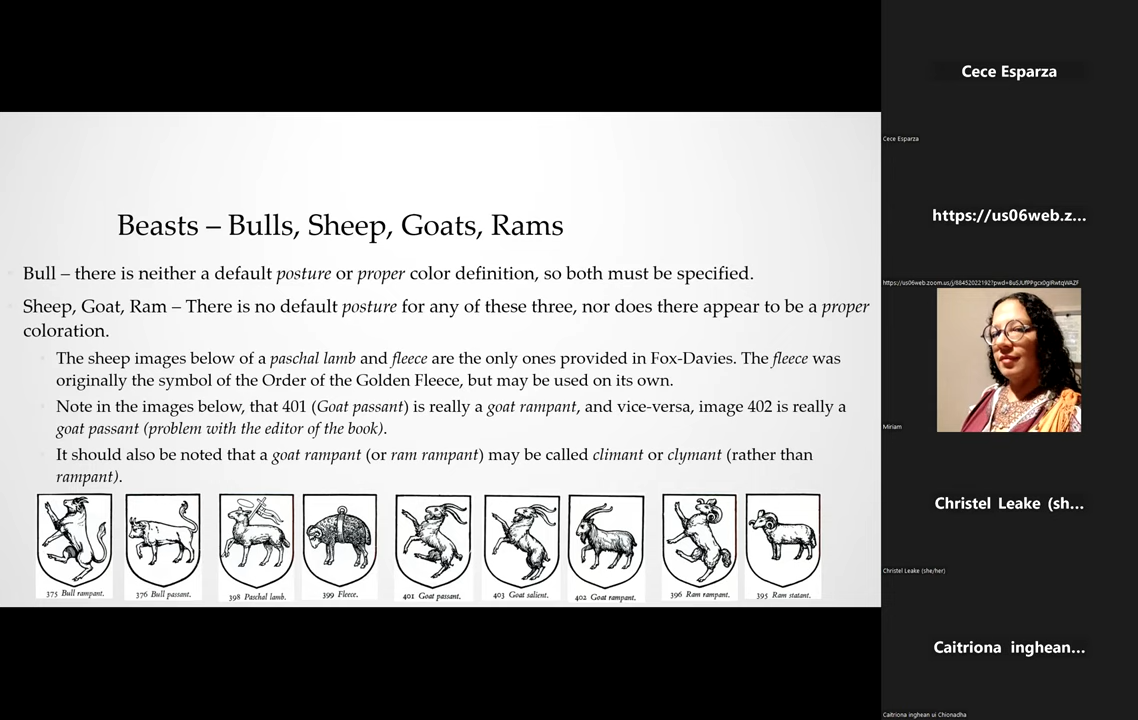 Beasts – Bulls, Sheep, Goats, Rams
Bull – there is neither a default posture or proper color definition, so both must be specified.
Sheep, Goat, Ram – There is no default posture for any of these three, nor does there appear to be a proper
coloration.
The sheep images below of a paschal lamb and fleece are the only ones provided in Fox-Davies. The fleece was
originally the symbol of the Order of the Golden Fleece, but may be used on its own.
Note in the images below, that 401 (Goat passant) is really a goat rampant, and vice-versa, image 402 is really a
goat passant (problem with the editor of the book).
It should also be noted that a goat rampant (or ram rampant) may be called climant or clymant (rather than
rampant).
375 Bull rampant.
376 Bull passant.
398 Paschal lamb.
399 Fleece.
401 Goat passant.
403 Goat salient.
402 Goat rampant.
396 Ram rampant.
395 Ram statant.
Cece Esparza
Cece Esparza
https://us06web.z...
Miriam
Christel Leake (sh...
Christel Leake (she/her)
Caitriona inghean...
Caitriona inghean ui Chionadha